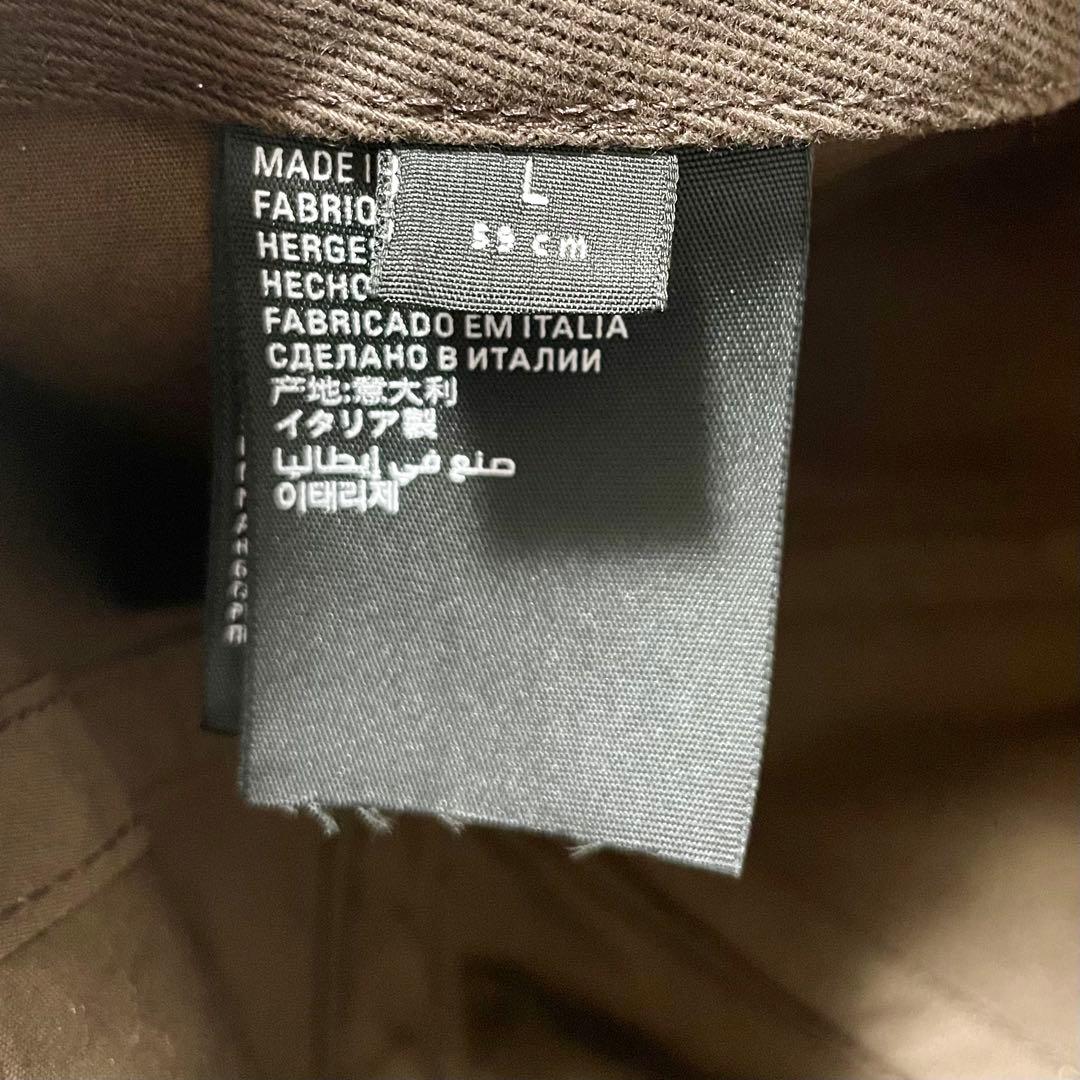 L
59 cm
MADE I
FABRIQ
HERGE
HECHO
FABRICADO EM ITALIA
СДЕЛАНО В ИТАЛИИ
产地:意大利
イタリア製
صنع في إيطاليا
이태리제